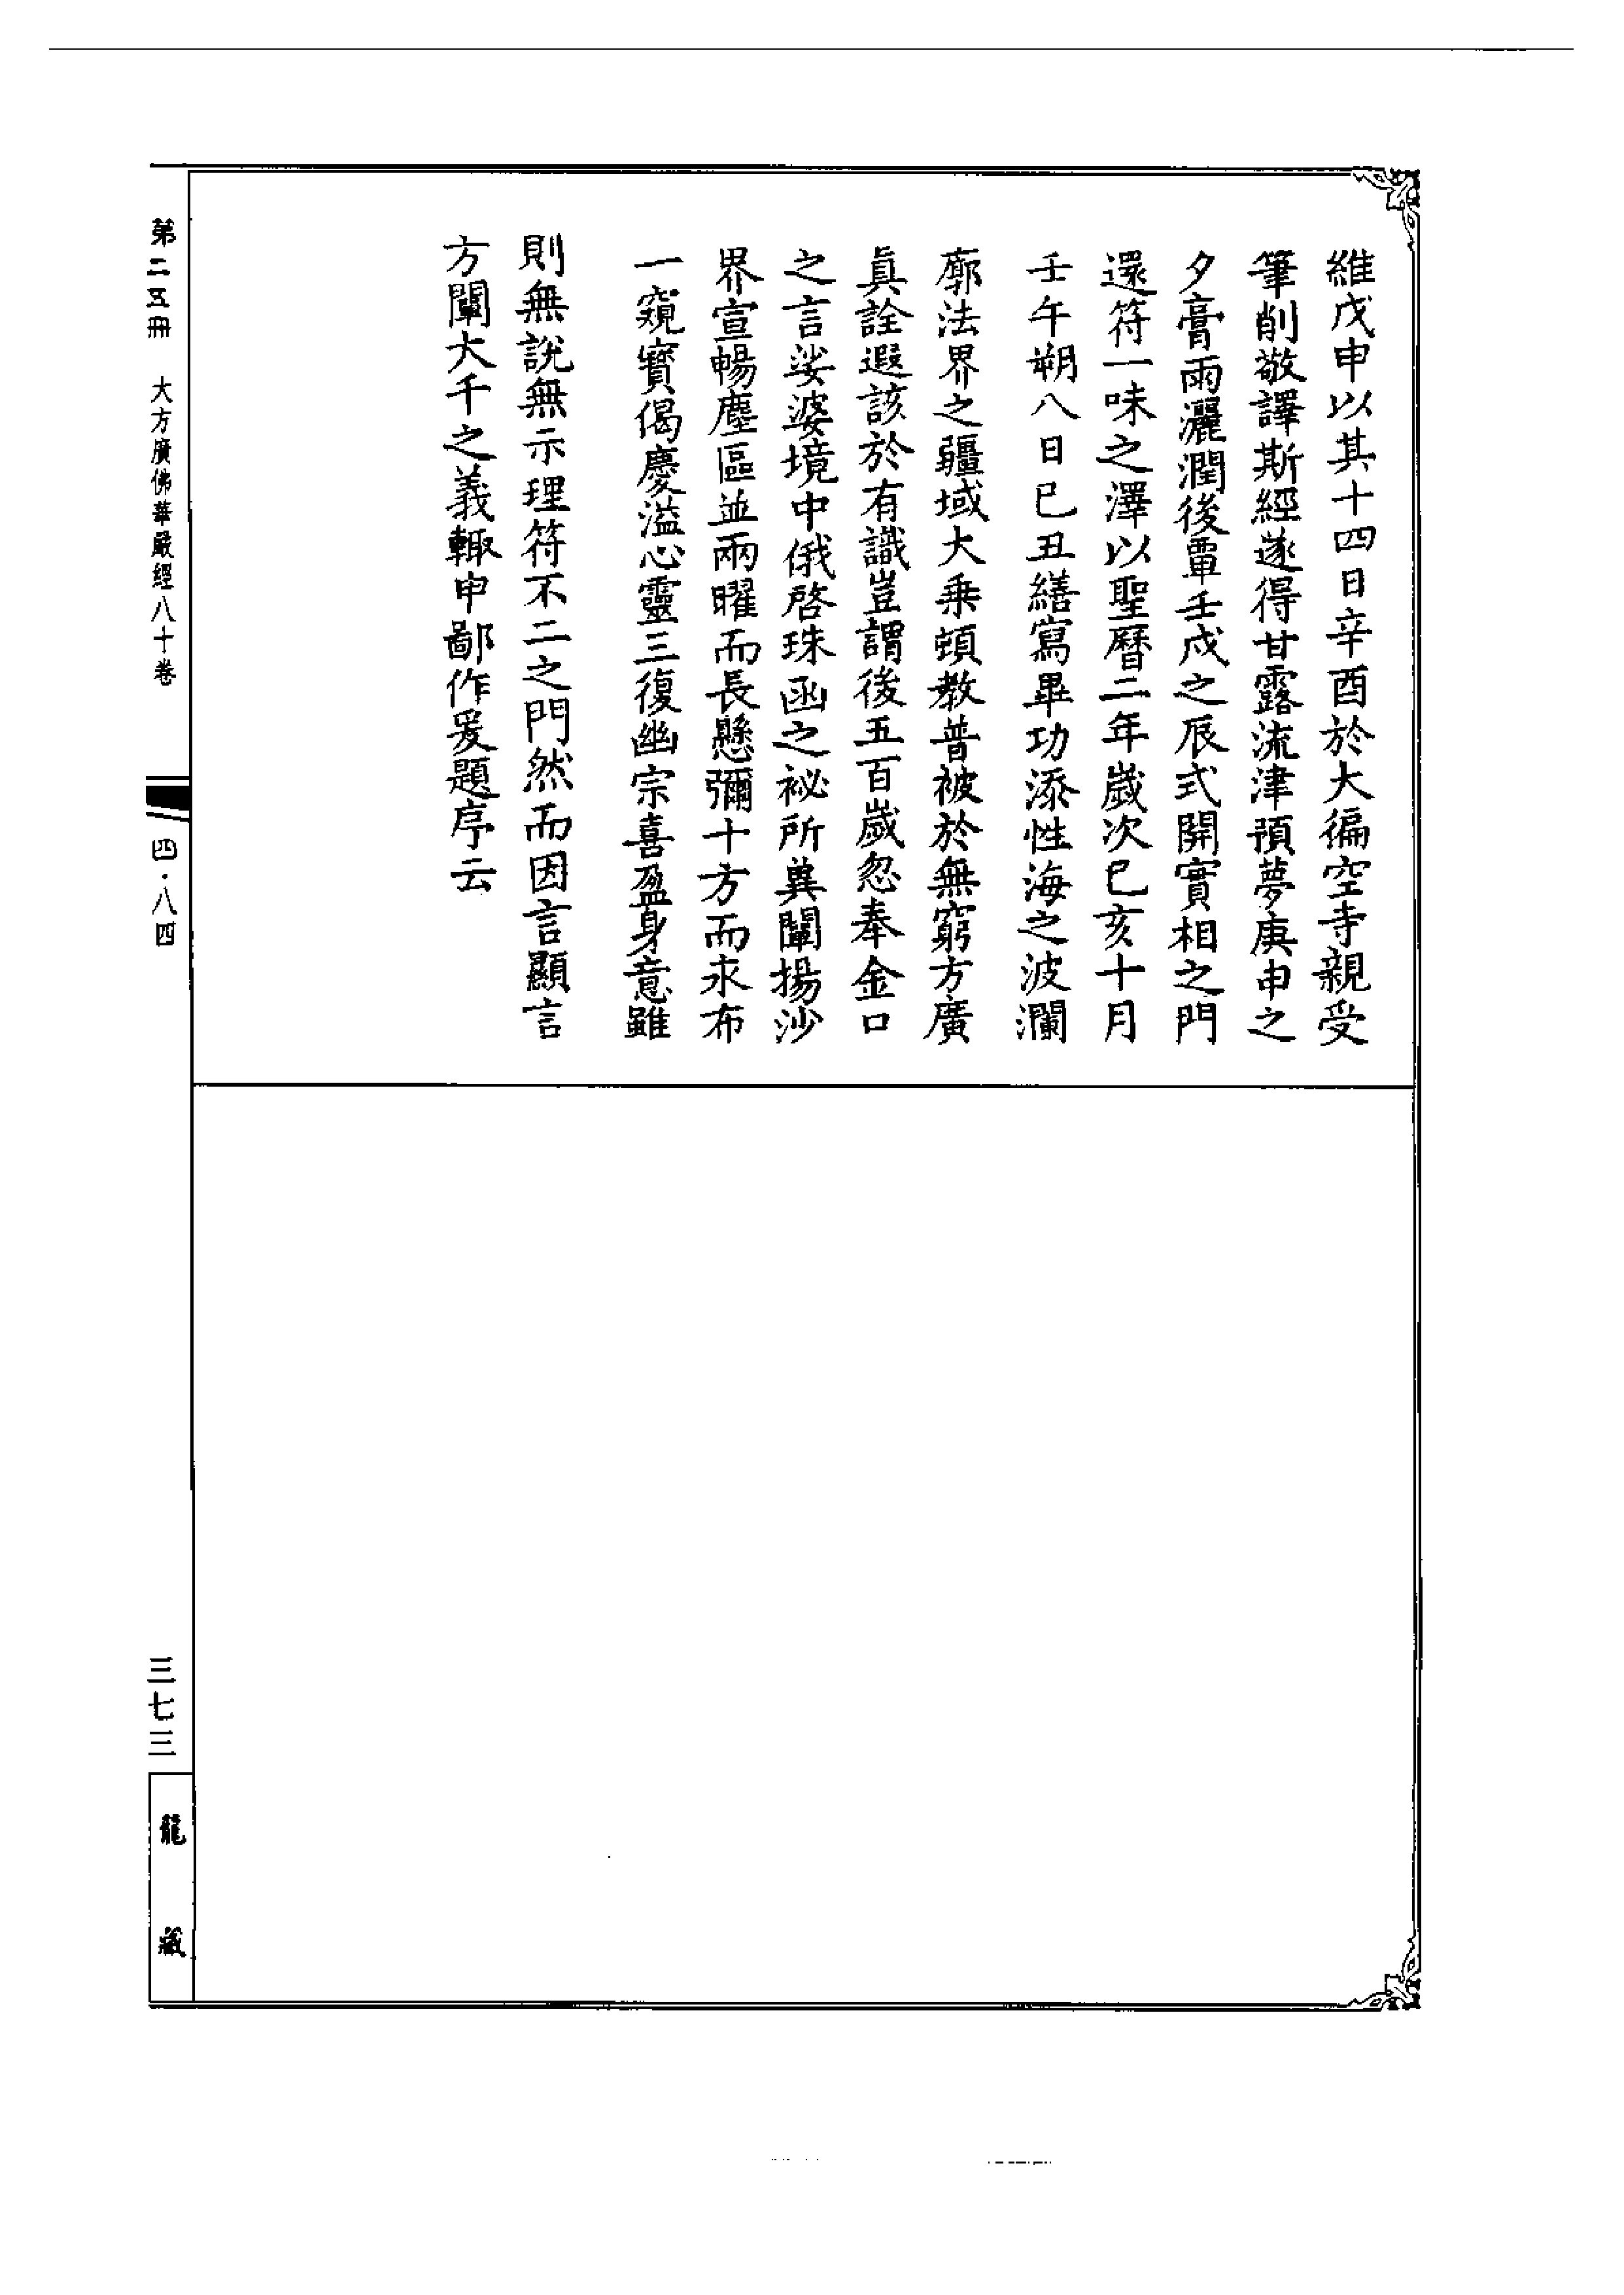 維戊申以其十四日辛酉於大徧空寺親受
筆削敬譯斯經遂得甘露流津預夢庚申之
夕膏雨灑潤後覃壬戌之辰式開實相之門
還符一味之澤以聖曆二年歲次已亥十月
壬午朔八日已丑繕寫畢功添性海之波瀾
廓法界之疆域大乗頓教普被於無窮方廣
眞詮遐該於有識豈謂後五百歲忽奉金口
之言娑婆境中俄啓珠函之祕所兾闡揚沙
界宣暢塵區並兩曜而長懸彌十方而永布
一窺寳偈慶溢心靈三復幽宗喜盈身意雖
則無說無示理符不二之門然而因言顯言
方闡大千之義輙申鄙作爰題序云
第二五冊 大方廣佛華嚴經八十卷
四·八四
三七三
龍藏